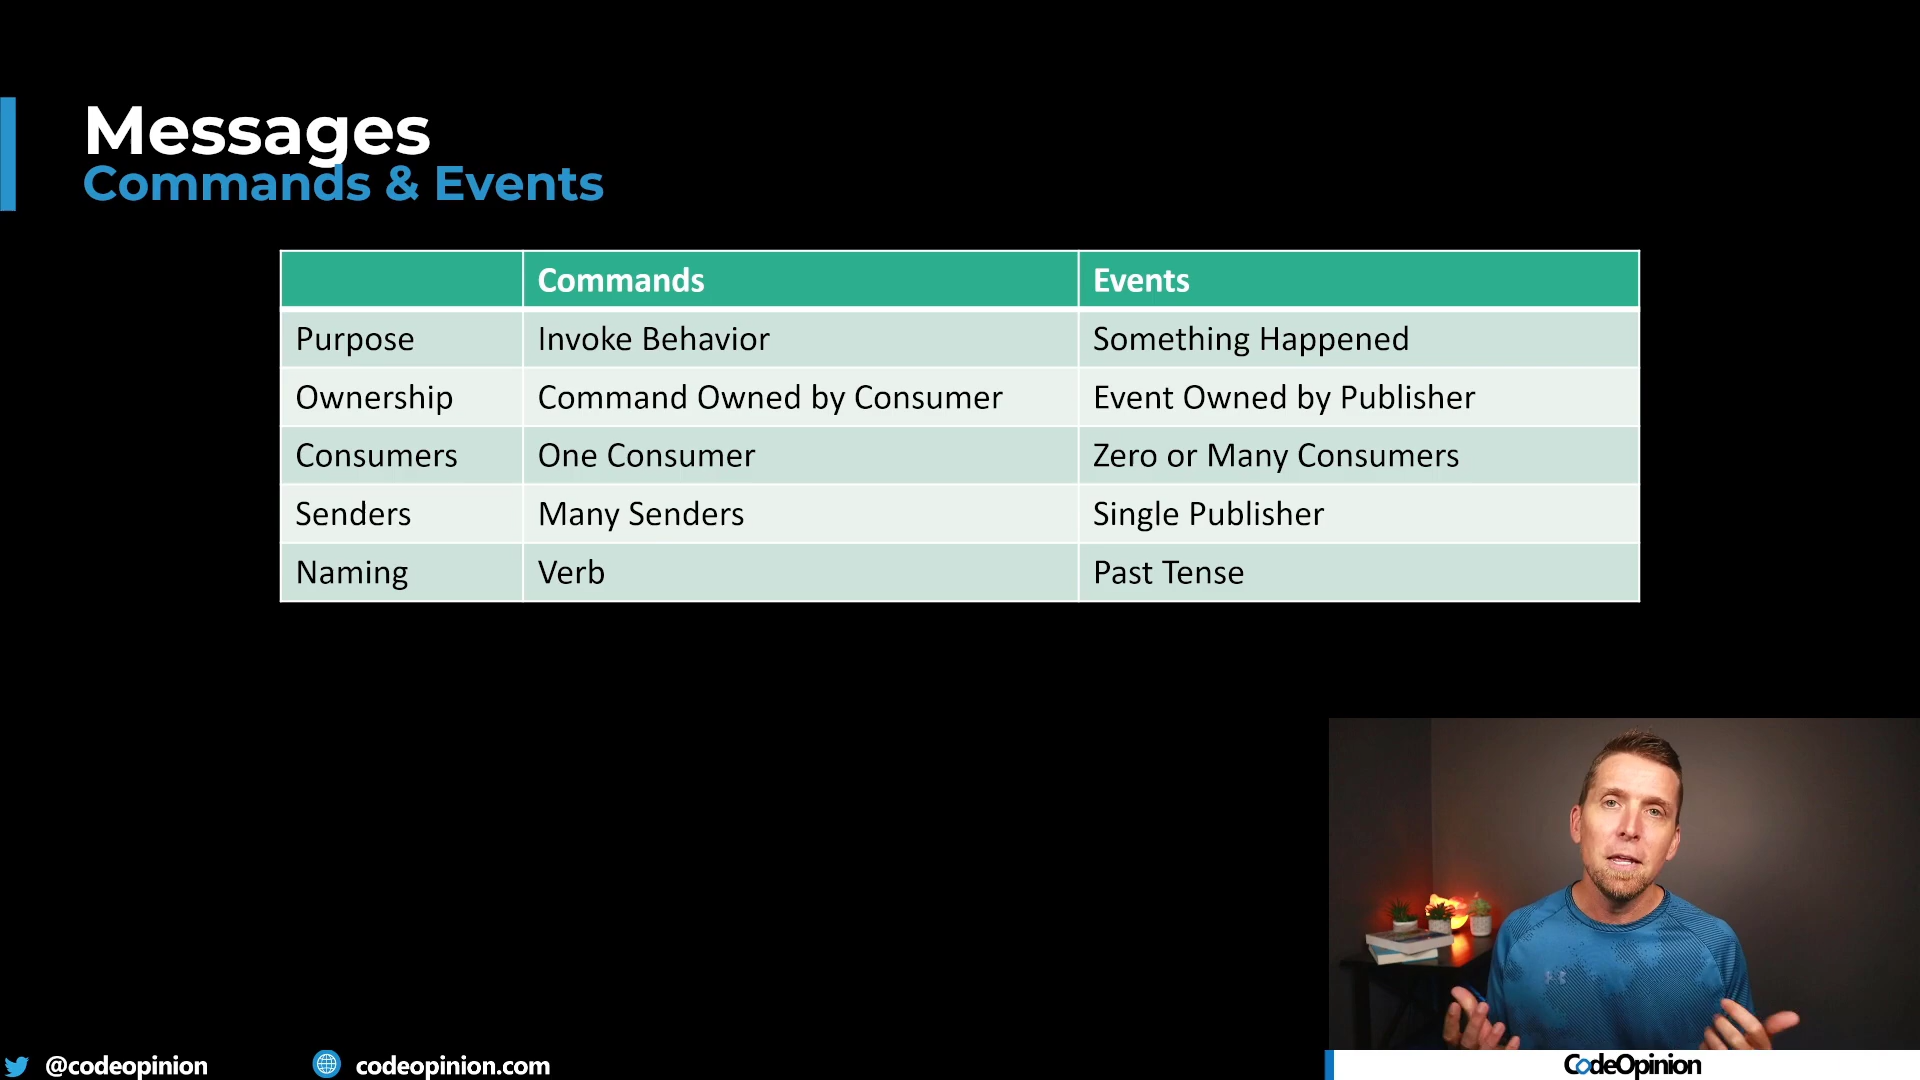 Messages
Commands & Events
Commands Events
Purpose Invoke Behavior Something Happened
Ownership Command Owned by Consumer Event Owned by Publisher
Consumers One Consumer Zero or Many Consumers
Senders Many Senders Single Publisher
Naming Verb Past Tense
@codeopinion codeopinion.com CodeOpinion